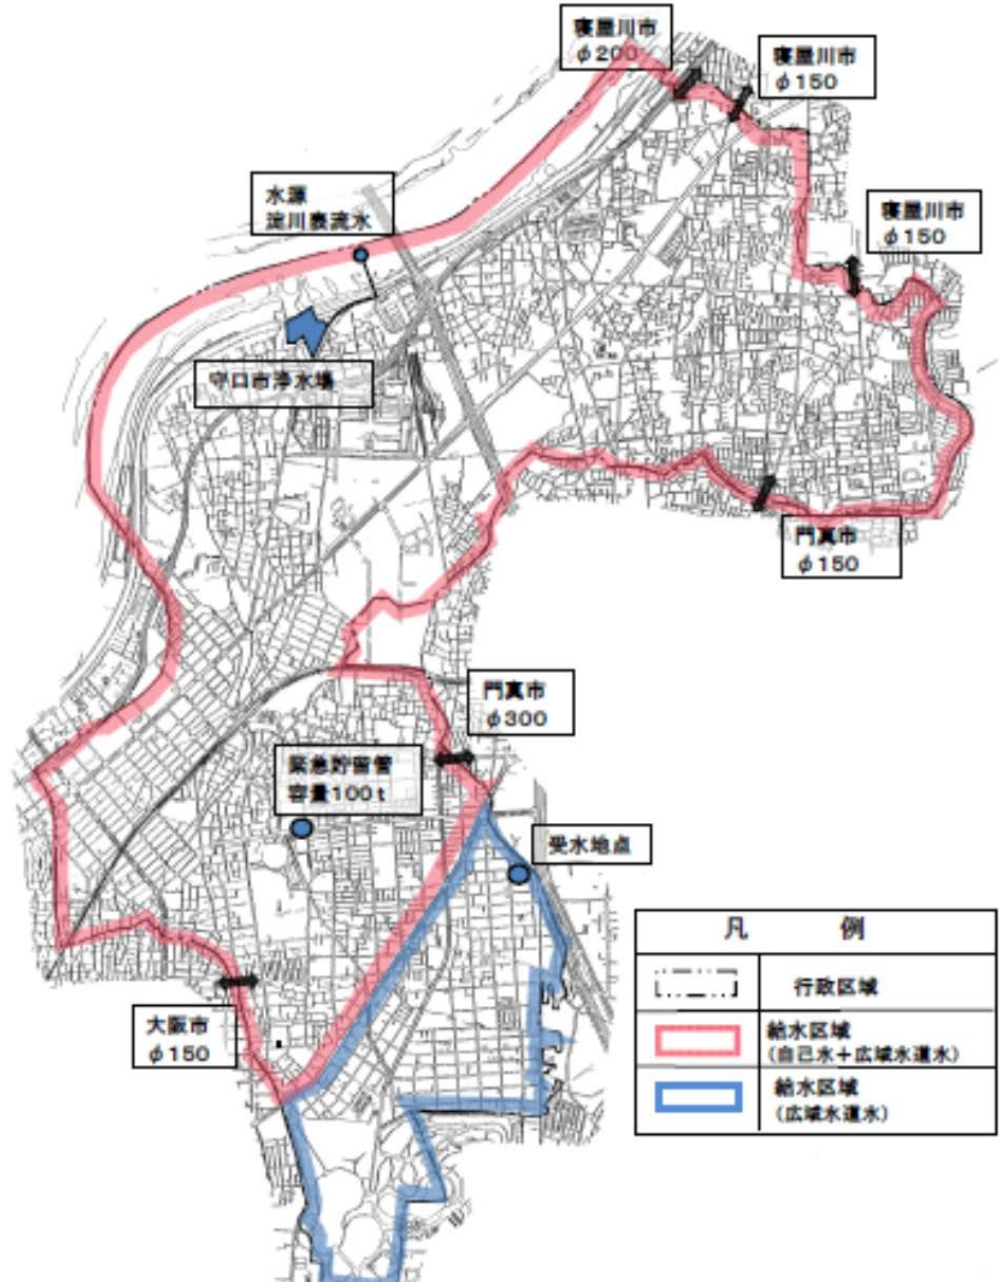 寝屋川市
φ200
寝屋川市
φ150
水源
淀川表流水
寝屋川市
φ150
守口市浄水場
門真市
φ150
門真市
φ300
緊急貯留管
容量100t
受水地点
大阪市
φ150
凡 例
行政区域
給水区域
(自己水+広域水道水)
給水区域
(広域水道水)